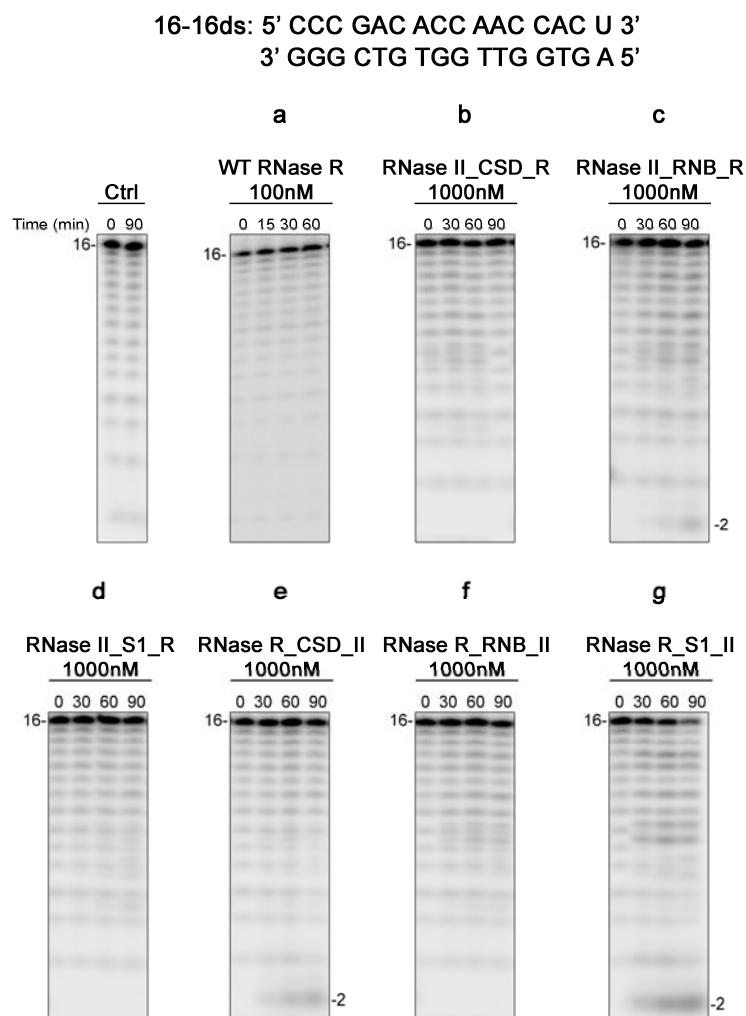 16-16ds: 5' CCC GAC ACC AAC CAC U 3'
3' GGG CTG TGG TTG GTG A 5'
a
b
c
Ctrl
WT RNase R
100nM
RNase II_CSD_R
1000nM
RNase II_RNB_R
1000nM
Time (min) 0 90
0 15 30 60
0 30 60 90
0 30 60 90
16-
16-
16-
16-
-2
d
e
f
g
RNase II_S1_R
1000nM
RNase R_CSD_II
1000nM
RNase R_RNB_II
1000nM
RNase R_S1_II
1000nM
0 30 60 90
0 30 60 90
0 30 60 90
0 30 60 90
16-
16-
16-
16-
-2
-2